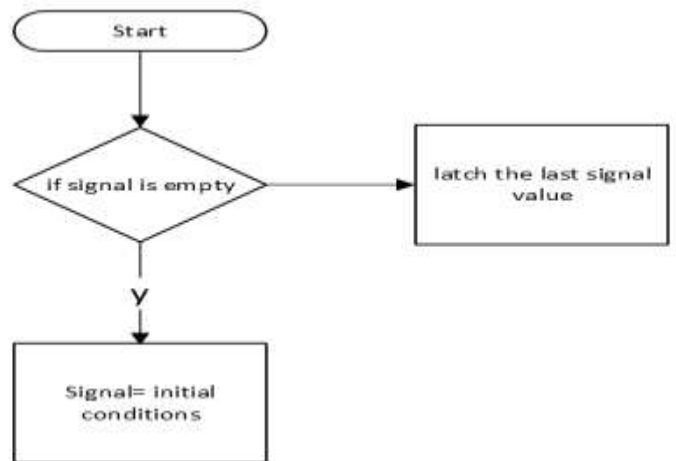 Start
if signal is empty
latch the last signal
value
y
Signal= initial
conditions